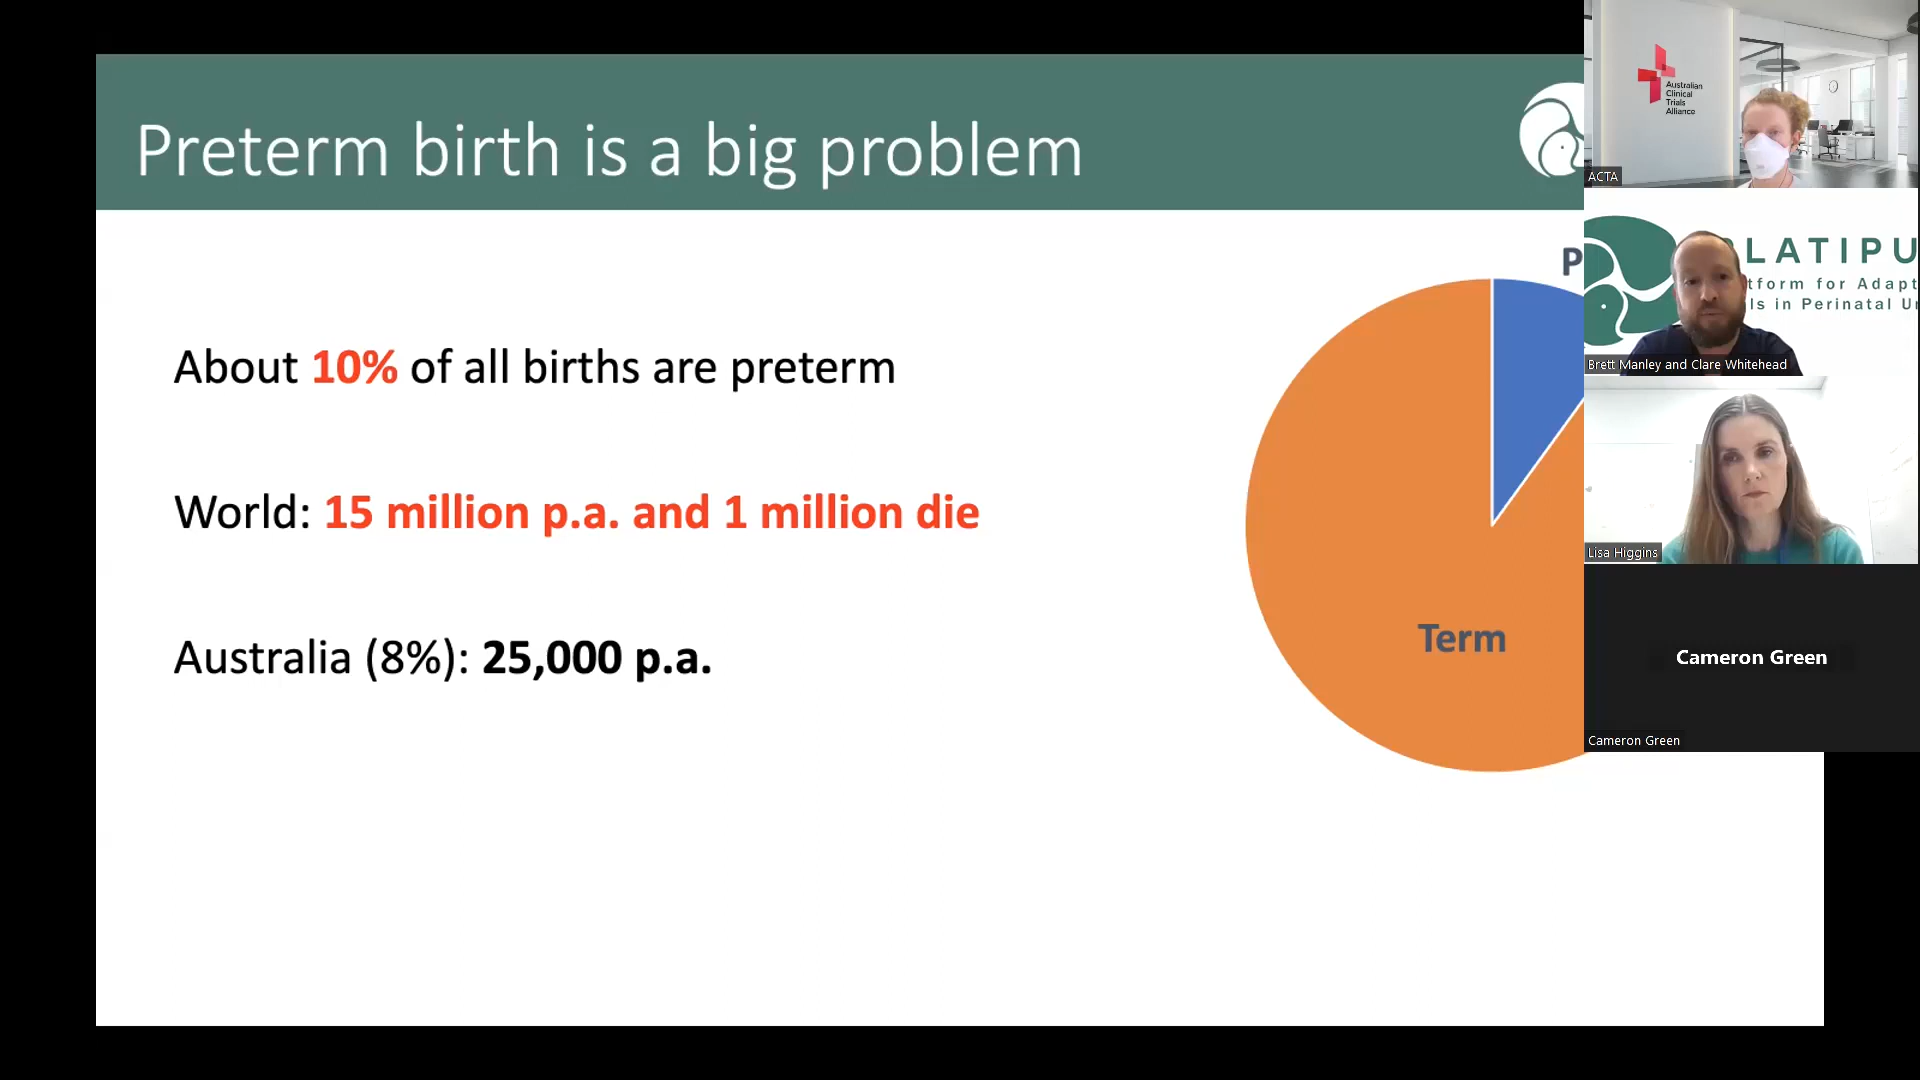 Preterm birth is a big problem
About 10% of all births are preterm
World: 15 million p.a. and 1 million die
Australia (8%): 25,000 p.a.
P
Term
Australian
Clinical
Trials
Alliance
ACTA
LATIPU
tform for Adapt
ls in Perinatal U
Brett Manley and Clare Whitehead
Lisa Higgins
Cameron Green
Cameron Green